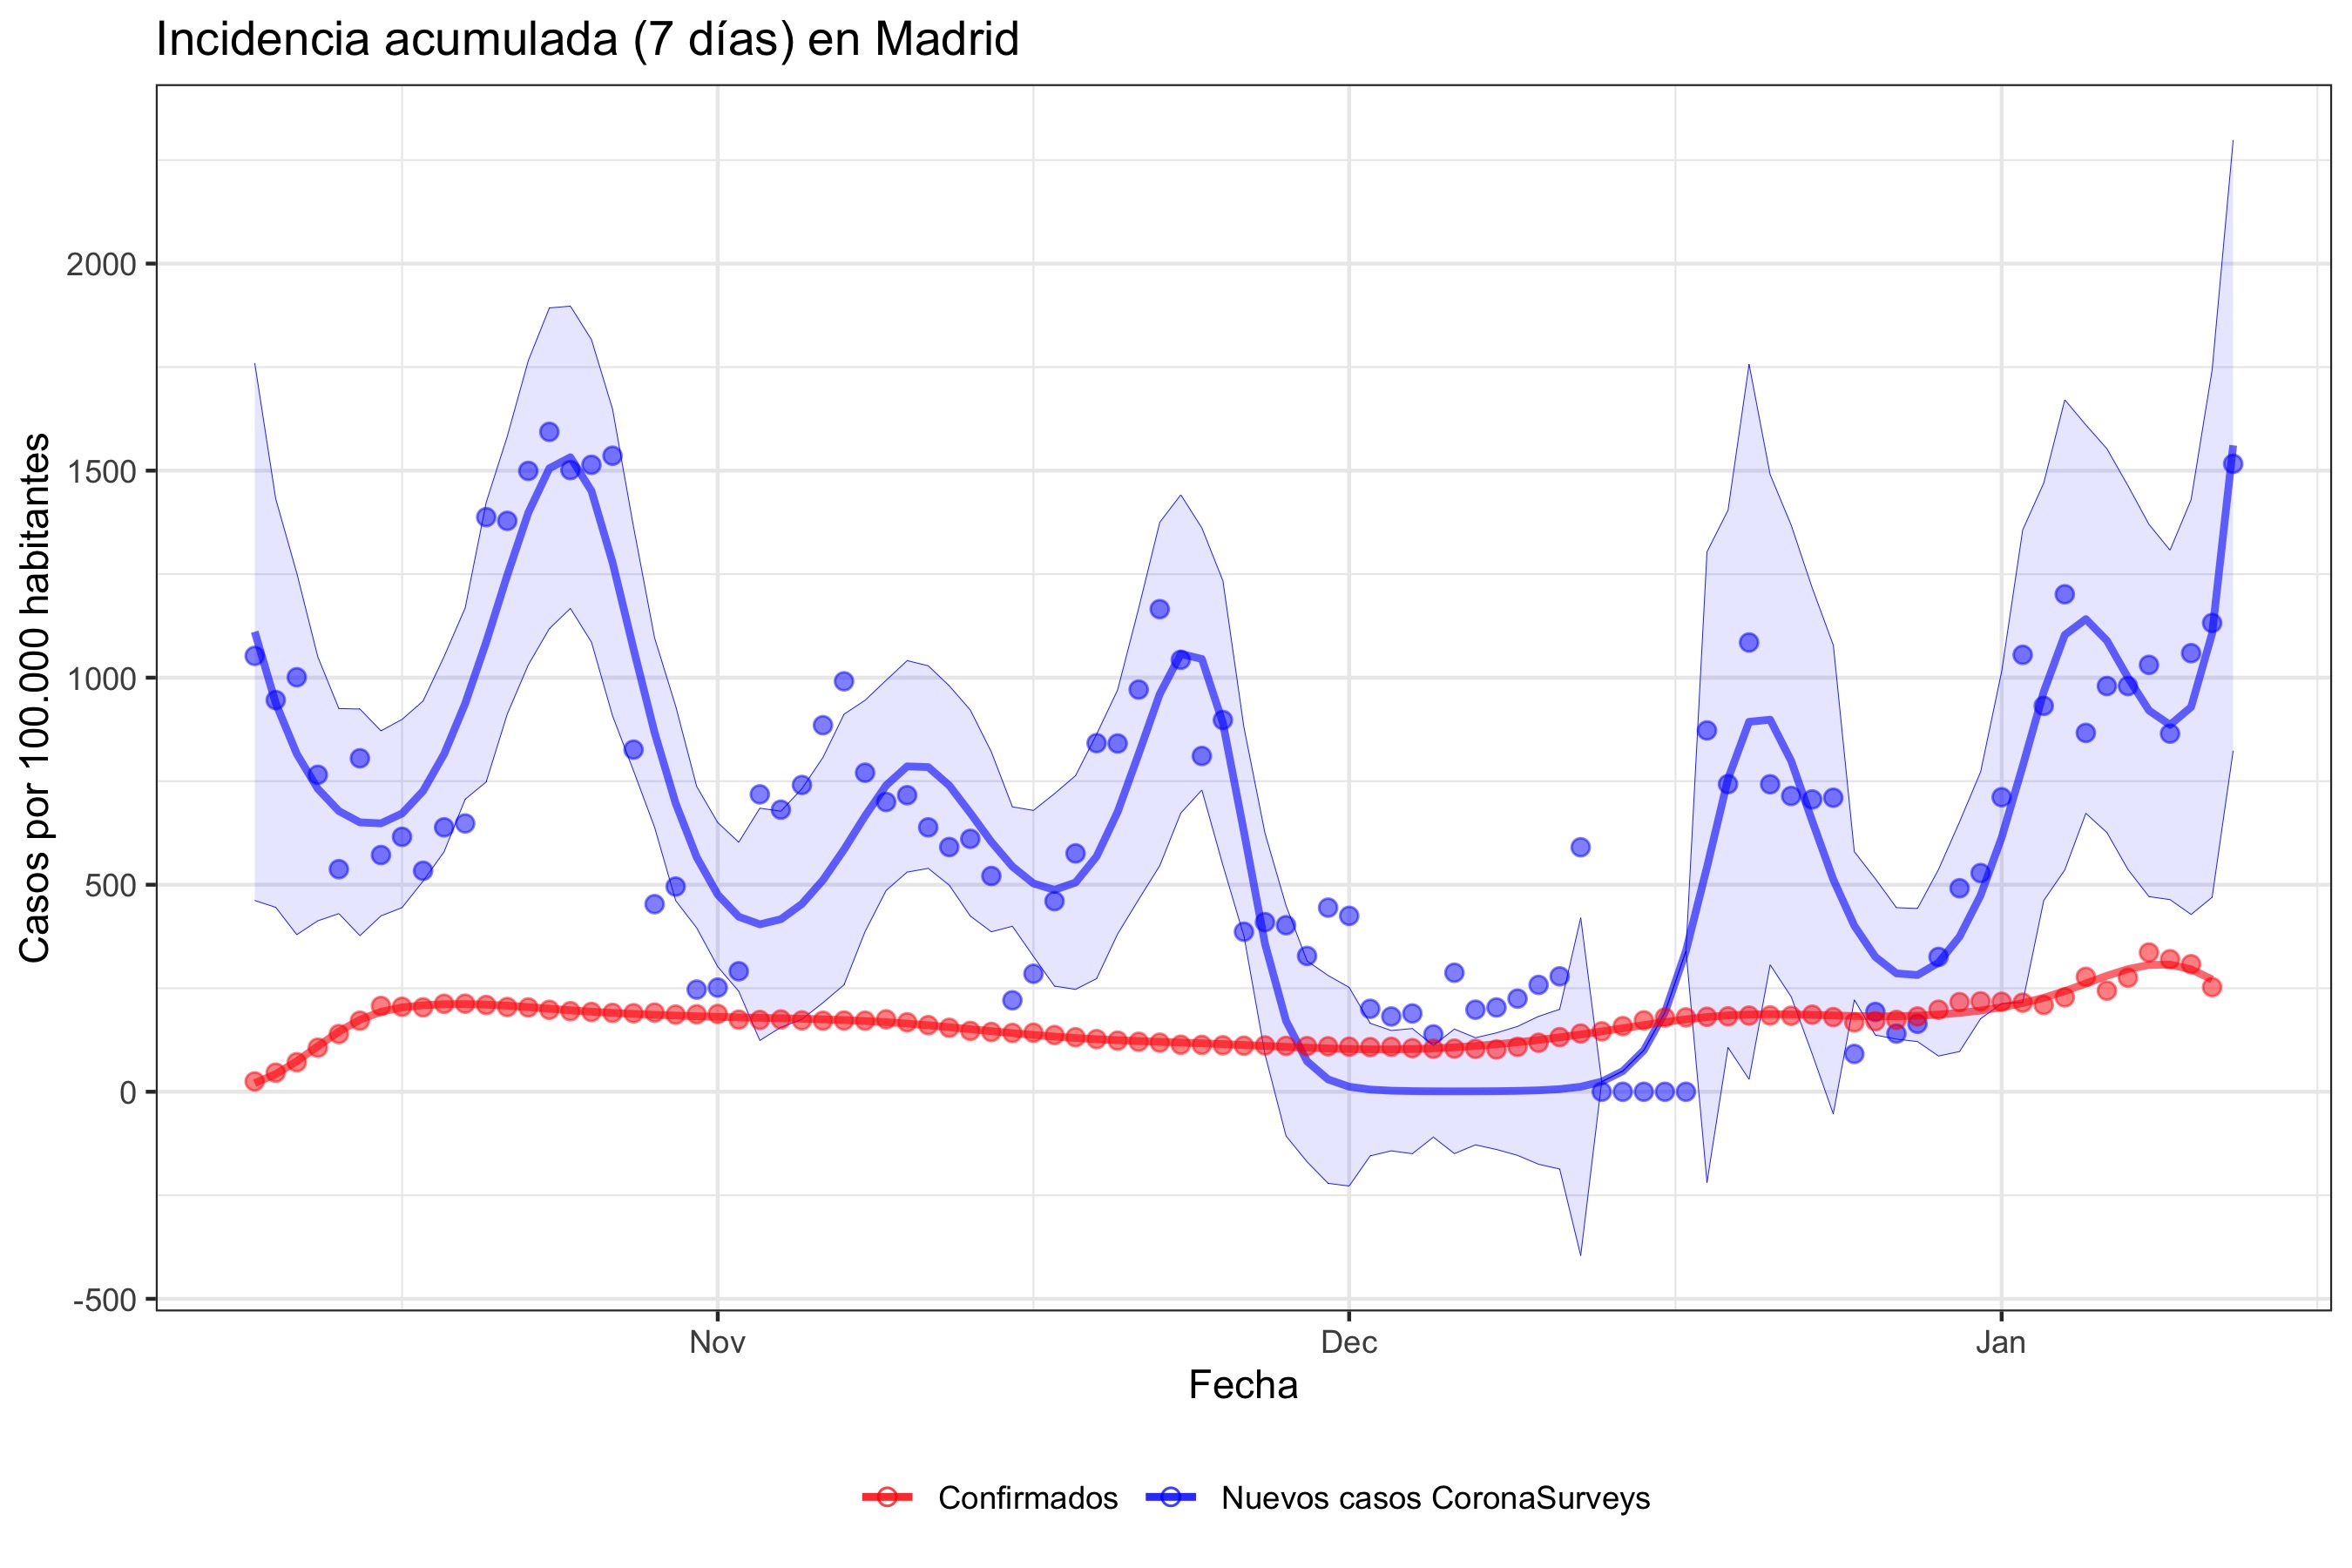 Incidencia acumulada (7 días) en Madrid
Casos por 100.000 habitantes
2000
1500
1000
500
0
-500
Nov
Dec
Jan
Fecha
Confirmados
Nuevos casos CoronaSurveys